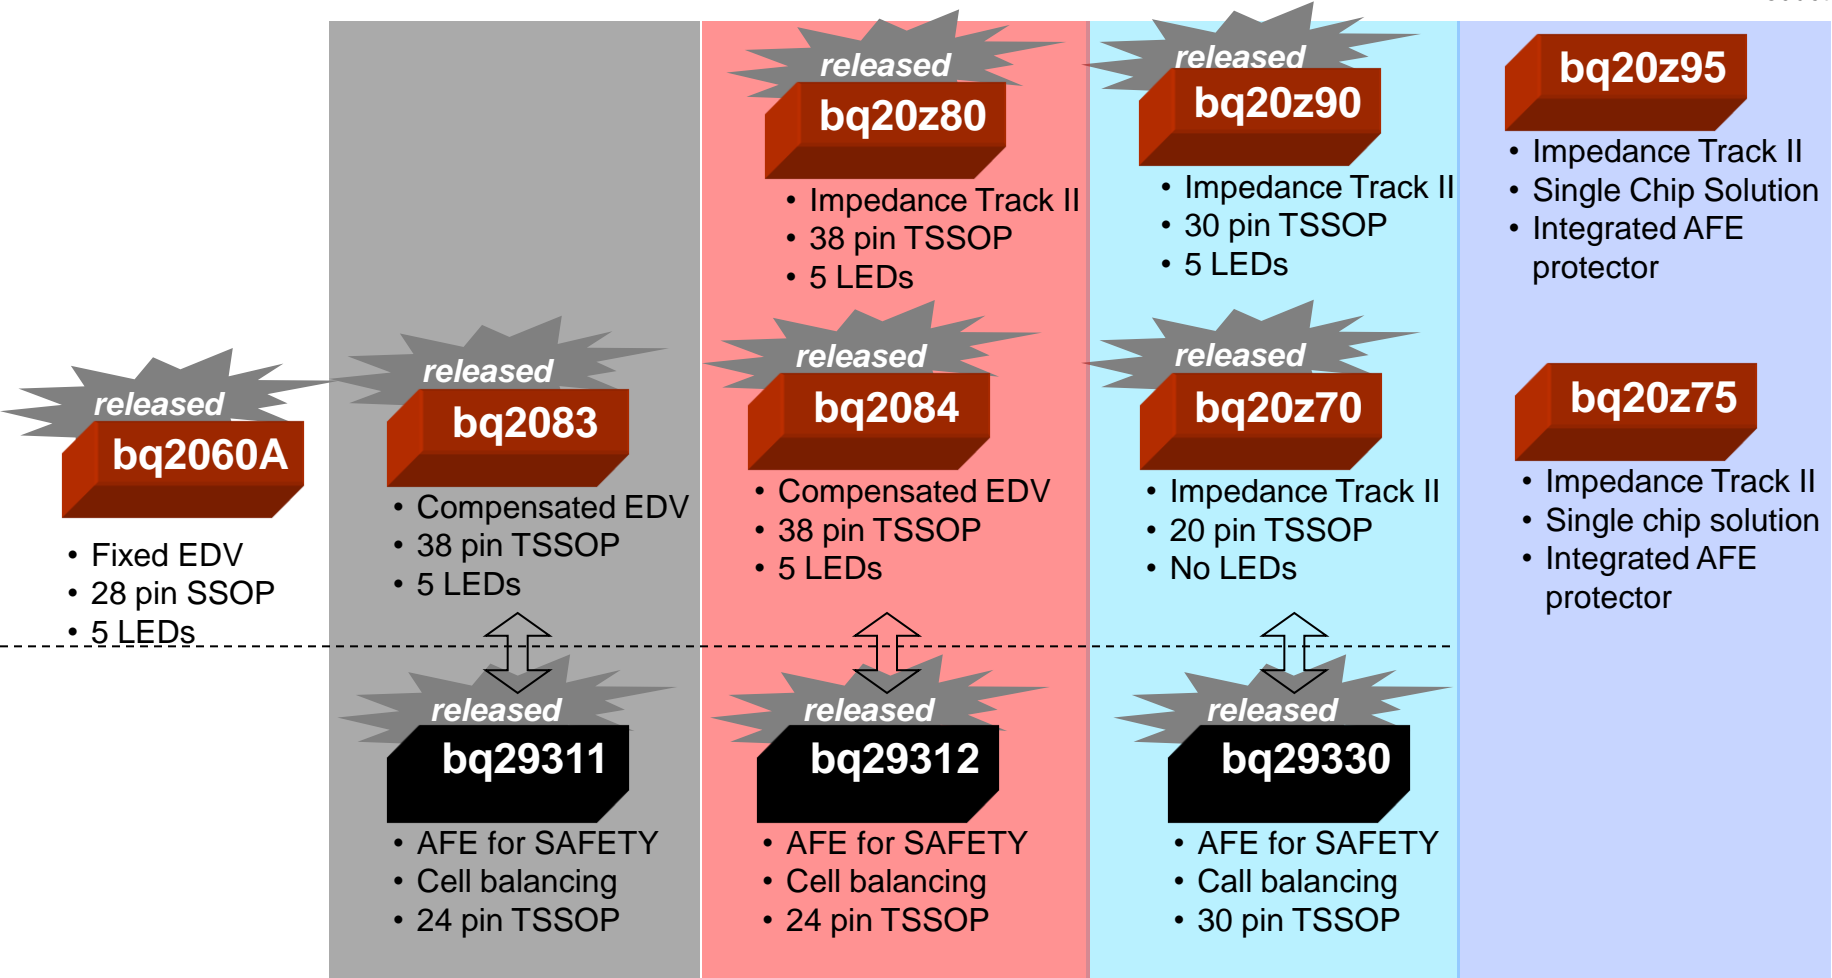 released
bq20z80
• Impedance Track II
• 38 pin TSSOP
• 5 LEDs
released
bq20z90
• Impedance Track II
• 30 pin TSSOP
• 5 LEDs
bq20z95
• Impedance Track II
• Single Chip Solution
• Integrated AFE
protector
released
bq2060A
• Fixed EDV
• 28 pin SSOP
• 5 LEDs
released
bq2083
• Compensated EDV
• 38 pin TSSOP
• 5 LEDs
released
bq2084
• Compensated EDV
• 38 pin TSSOP
• 5 LEDs
released
bq20z70
• Impedance Track II
• 20 pin TSSOP
• No LEDs
bq20z75
• Impedance Track II
• Single chip solution
• Integrated AFE
protector
released
bq29311
• AFE for SAFETY
• Cell balancing
• 24 pin TSSOP
released
bq29312
• AFE for SAFETY
• Cell balancing
• 24 pin TSSOP
released
bq29330
• AFE for SAFETY
• Call balancing
• 30 pin TSSOP